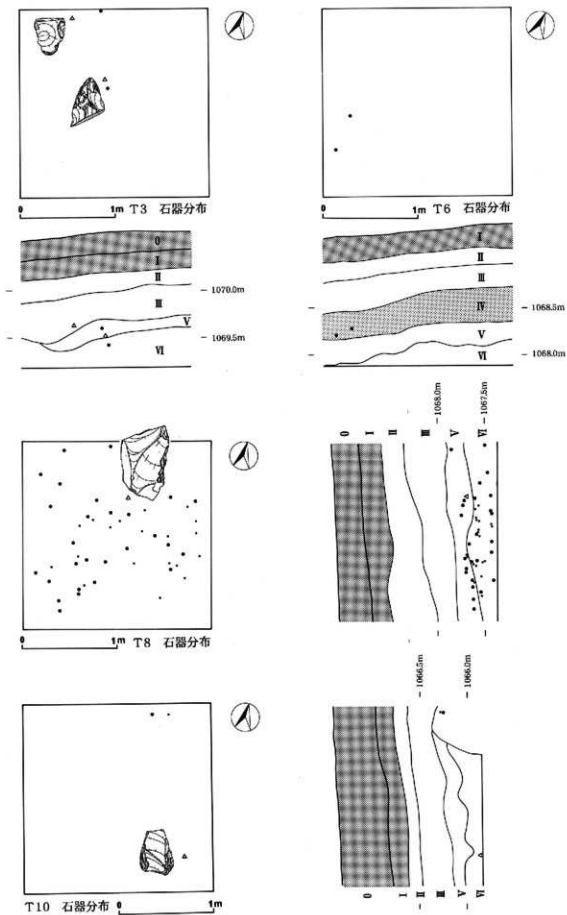 0 1m T3 石器分布
0 1m T6 石器分布
0
I
II
III
V
VI
1070.0m
1069.5m
I
II
III
IV
V
VI
1068.5m
1068.0m
0 1m T8 石器分布
0 I II III V VI
1068.0m
1067.5m
T10 石器分布 0 1m
1066.5m
1066.0m
0 I II III V VI